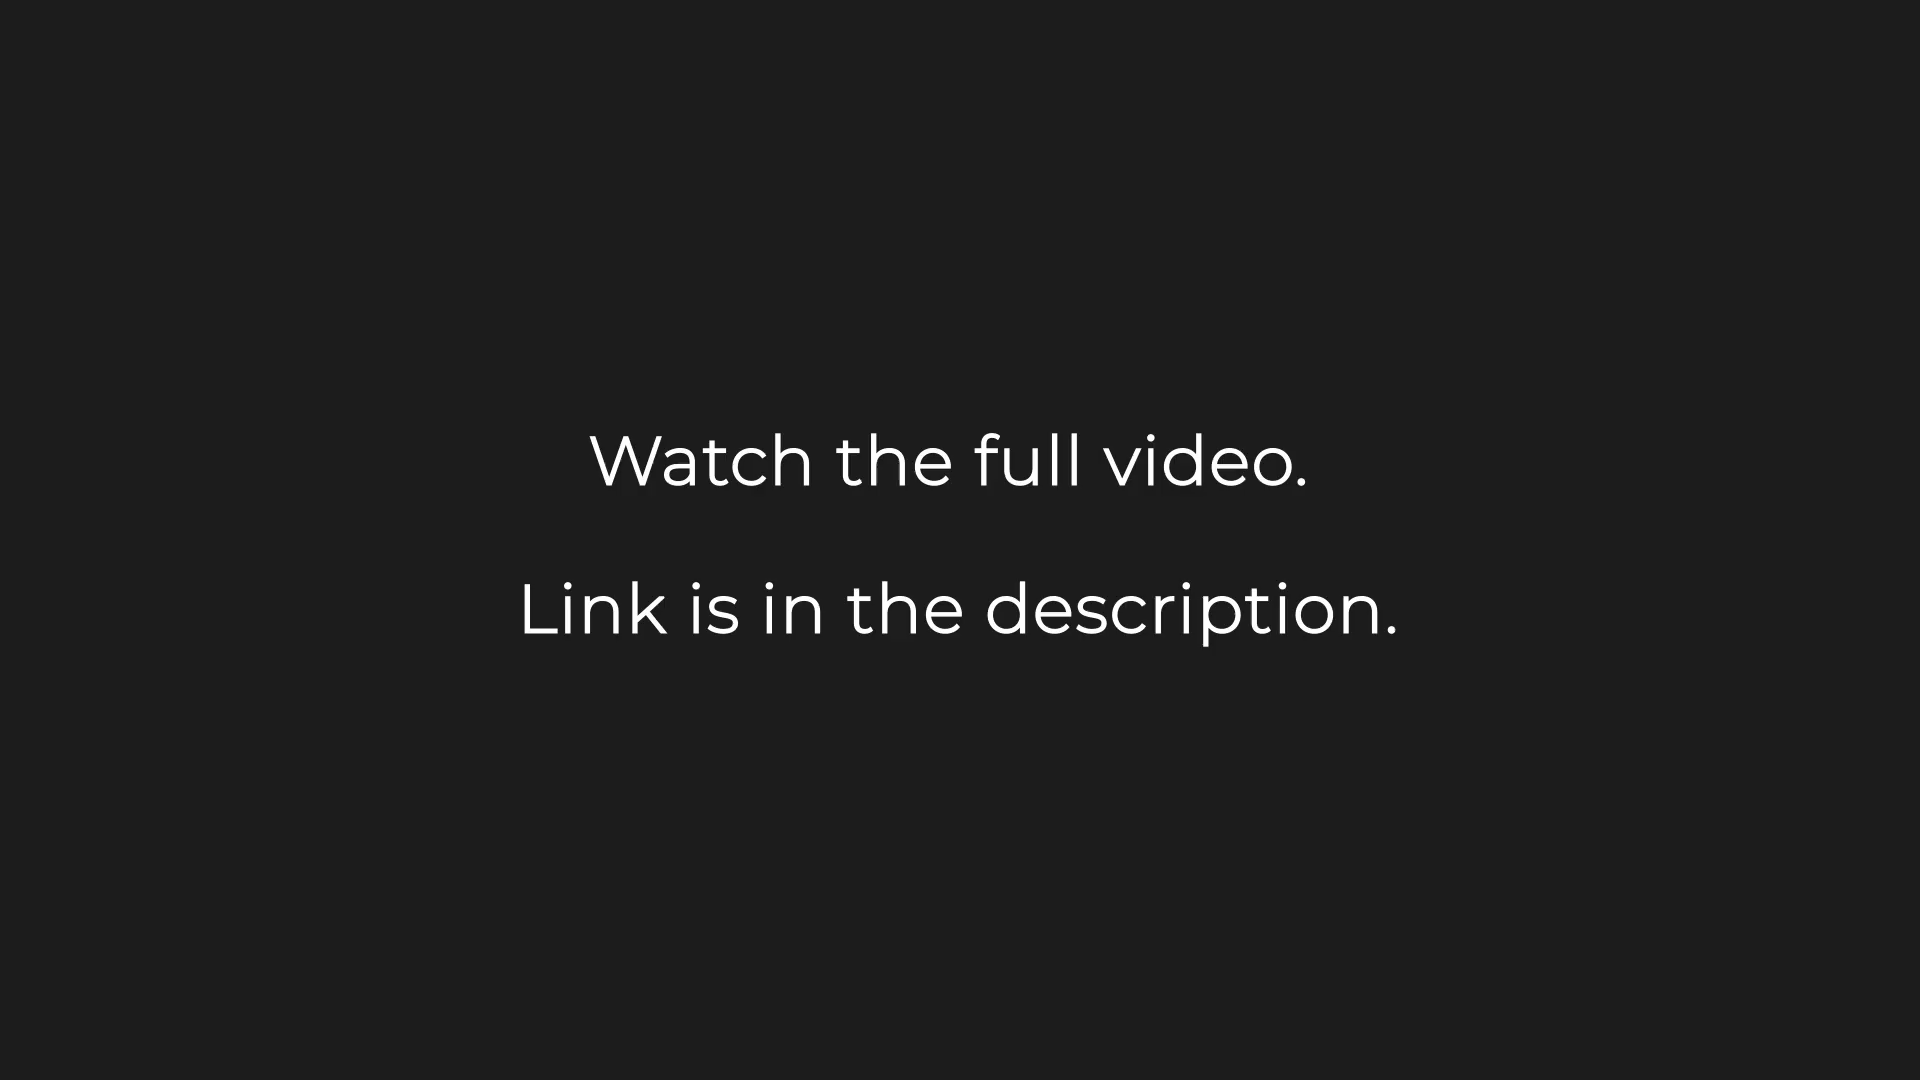 Watch the full video.
Link is in the description.